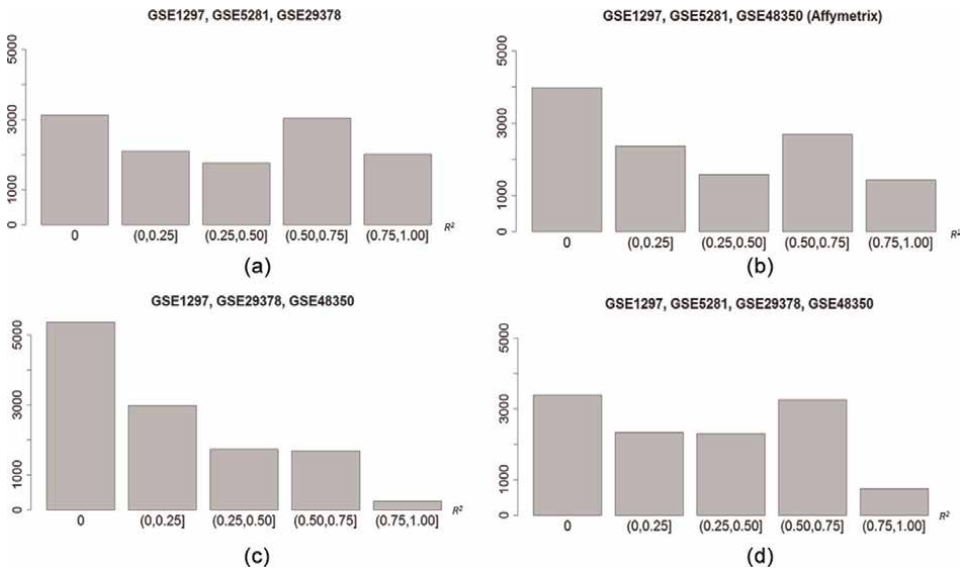 GSE1297, GSE5281, GSE29378
5000
3000
1000
0
0 (0,0.25] (0.25,0.50] (0.50,0.75] (0.75,1.00] R²
(a)
GSE1297, GSE5281, GSE48350 (Affymetrix)
5000
3000
1000
0
0 (0,0.25] (0.25,0.50] (0.50,0.75] (0.75,1.00] R²
(b)
GSE1297, GSE29378, GSE48350
5000
3000
1000
0
0 (0,0.25] (0.25,0.50] (0.50,0.75] (0.75,1.00] R²
(c)
GSE1297, GSE5281, GSE29378, GSE48350
5000
3000
1000
0
0 (0,0.25] (0.25,0.50] (0.50,0.75] (0.75,1.00] R²
(d)